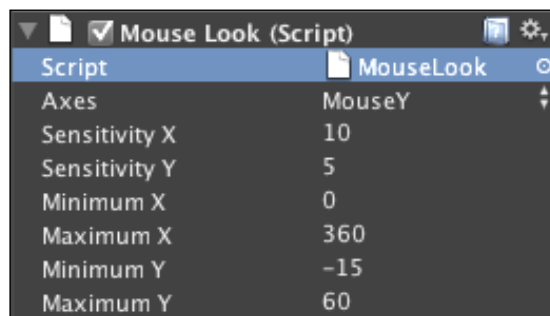 Mouse Look (Script)
Script MouseLook
Axes MouseY
Sensitivity X 10
Sensitivity Y 5
Minimum X 0
Maximum X 360
Minimum Y -15
Maximum Y 60